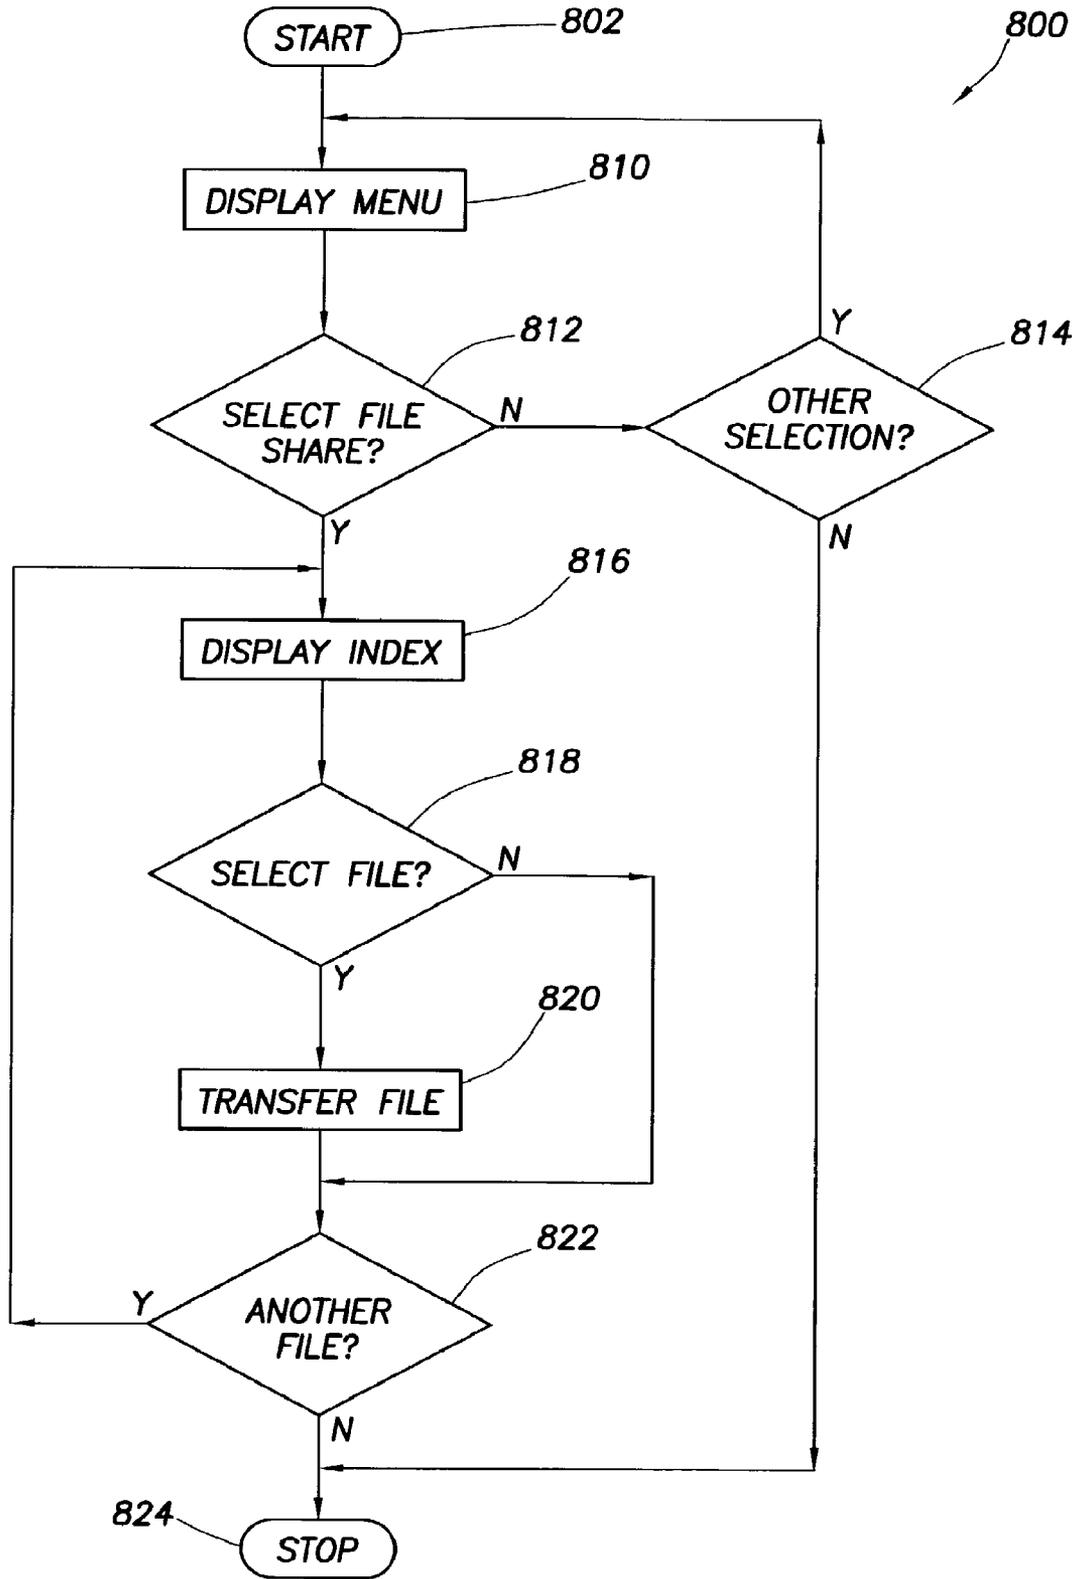 START
802
800
DISPLAY MENU
810
812
SELECT FILE
SHARE?
N
Y
OTHER
SELECTION?
814
Y
N
816
DISPLAY INDEX
818
SELECT FILE?
N
Y
820
TRANSFER FILE
822
ANOTHER
FILE?
Y
N
824
STOP